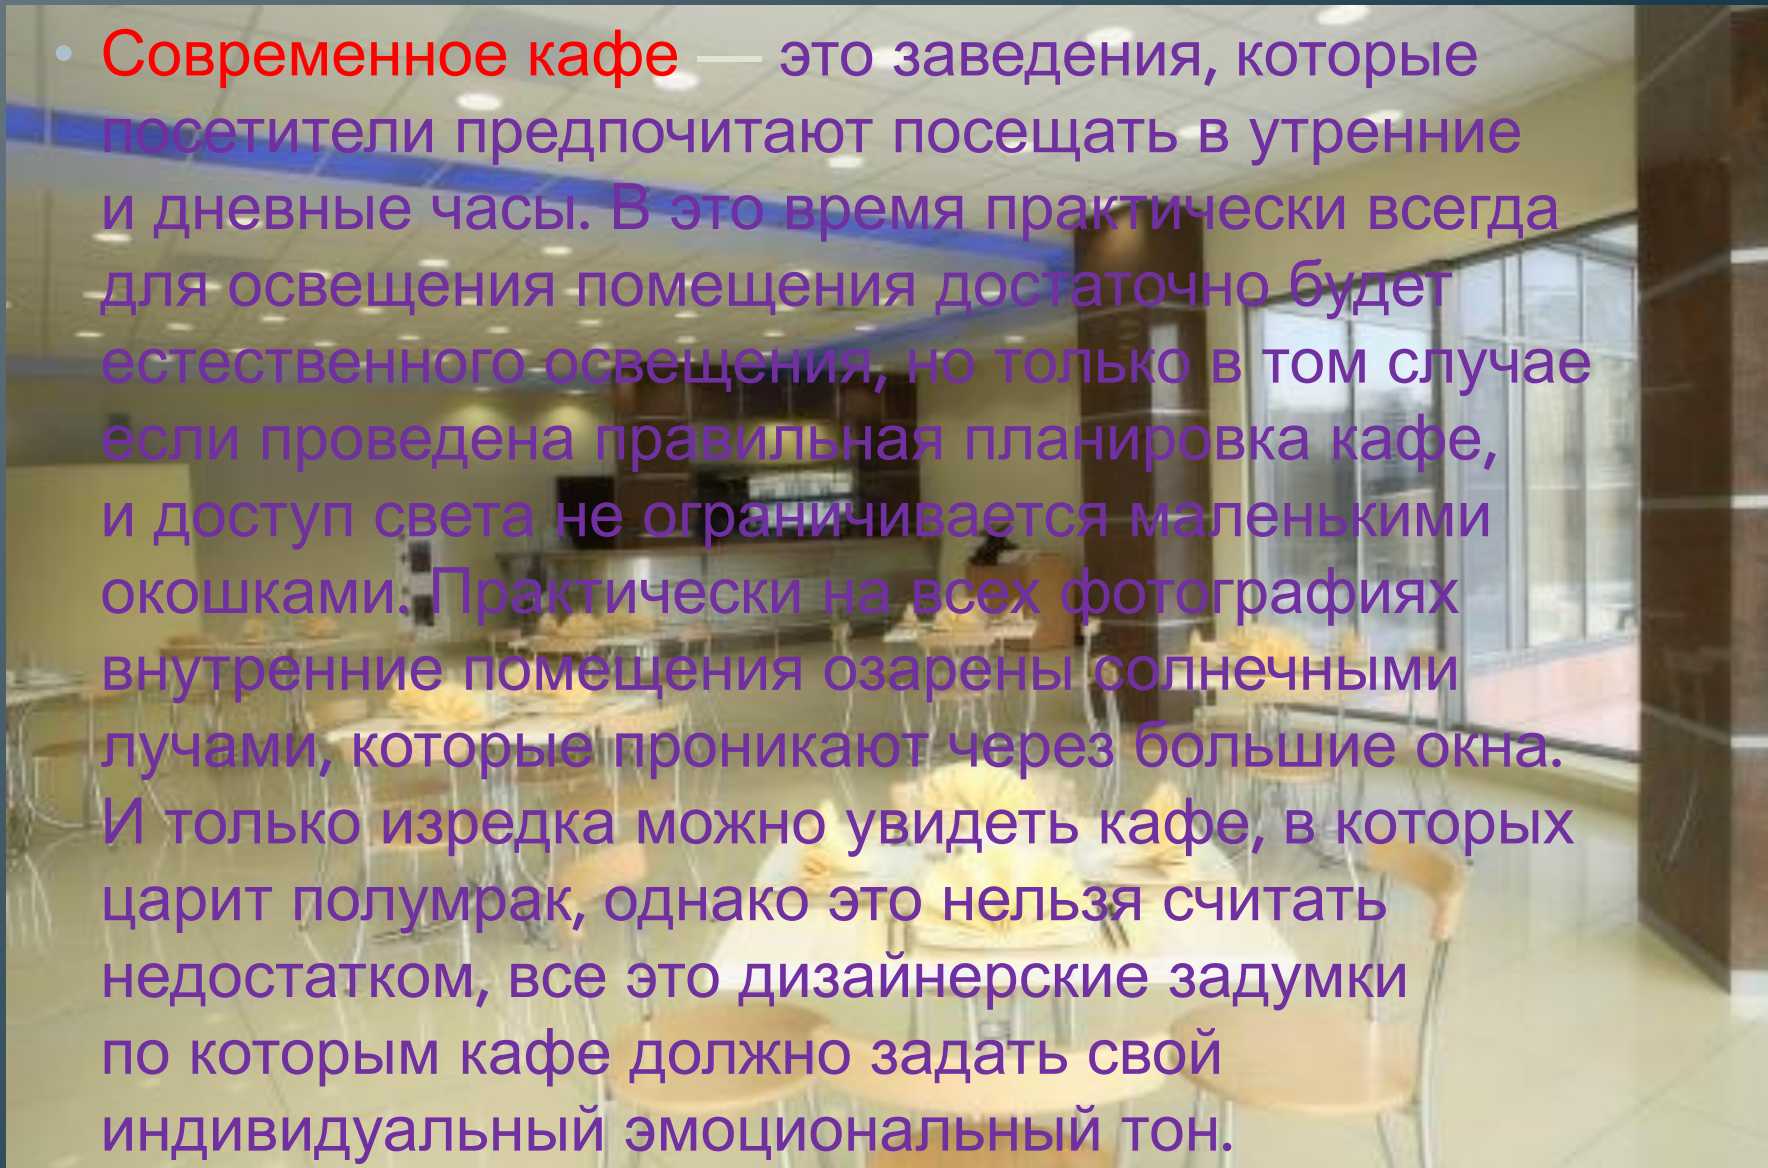 • Современное кафе — это заведения, которые
посетители предпочитают посещать в утренние
и дневные часы. В это время практически всегда
для освещения помещения достаточно будет
естественного освещения, но только в том случае
если проведена правильная планировка кафе,
и доступ света не ограничивается маленькими
окошками. Практически на всех фотографиях
внутренние помещения озарены солнечными
лучами, которые проникают через большие окна.
И только изредка можно увидеть кафе, в которых
царит полумрак, однако это нельзя считать
недостатком, все это дизайнерские задумки
по которым кафе должно задать свой
индивидуальный эмоциональный тон.